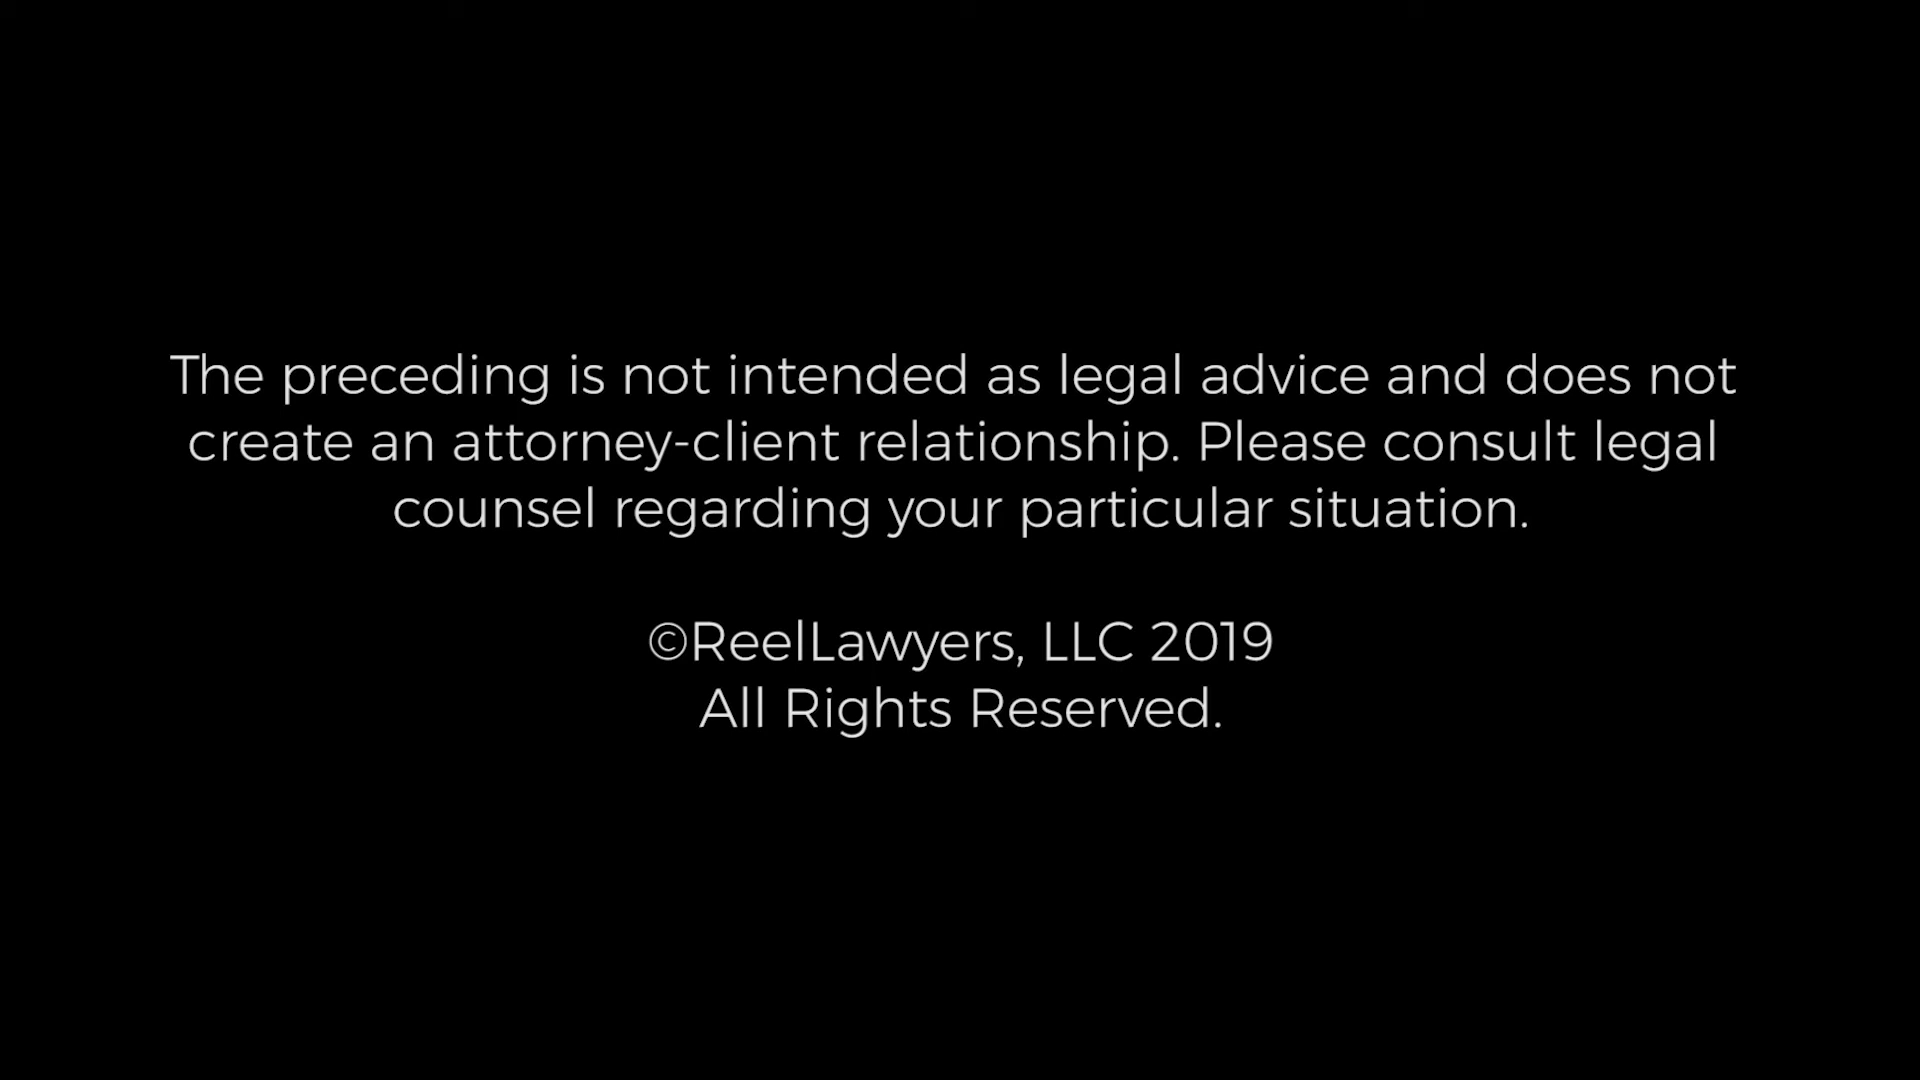 The preceding is not intended as legal advice and does not
create an attorney-client relationship. Please consult legal
counsel regarding your particular situation.
©ReelLawyers, LLC 2019
All Rights Reserved.